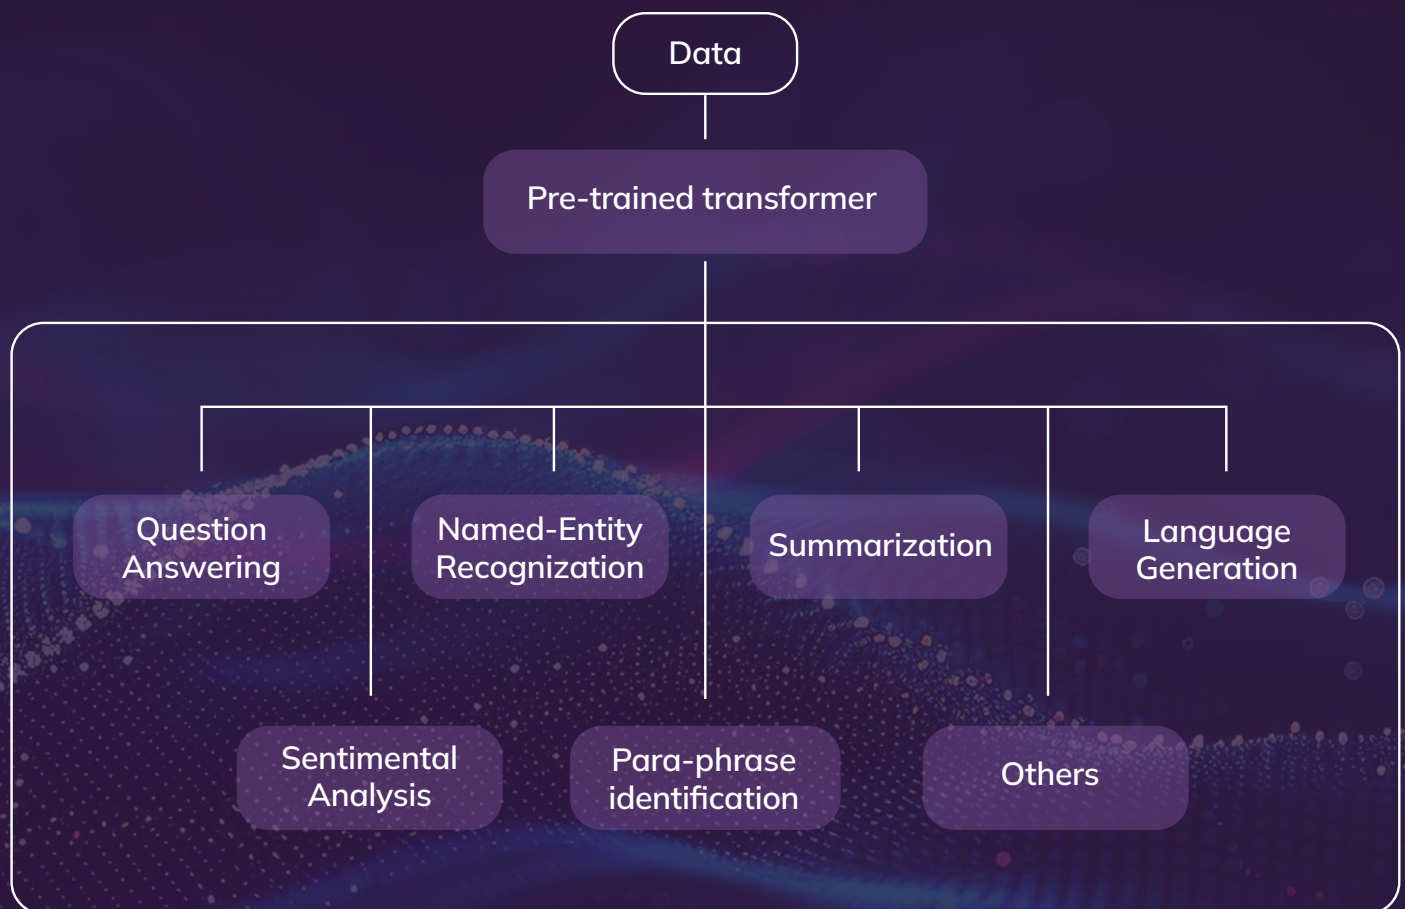 Data
Pre-trained transformer
Question
Answering
Named-Entity
Recognization
Summarization
Language
Generation
Sentimental
Analysis
Para-phrase
identification
Others